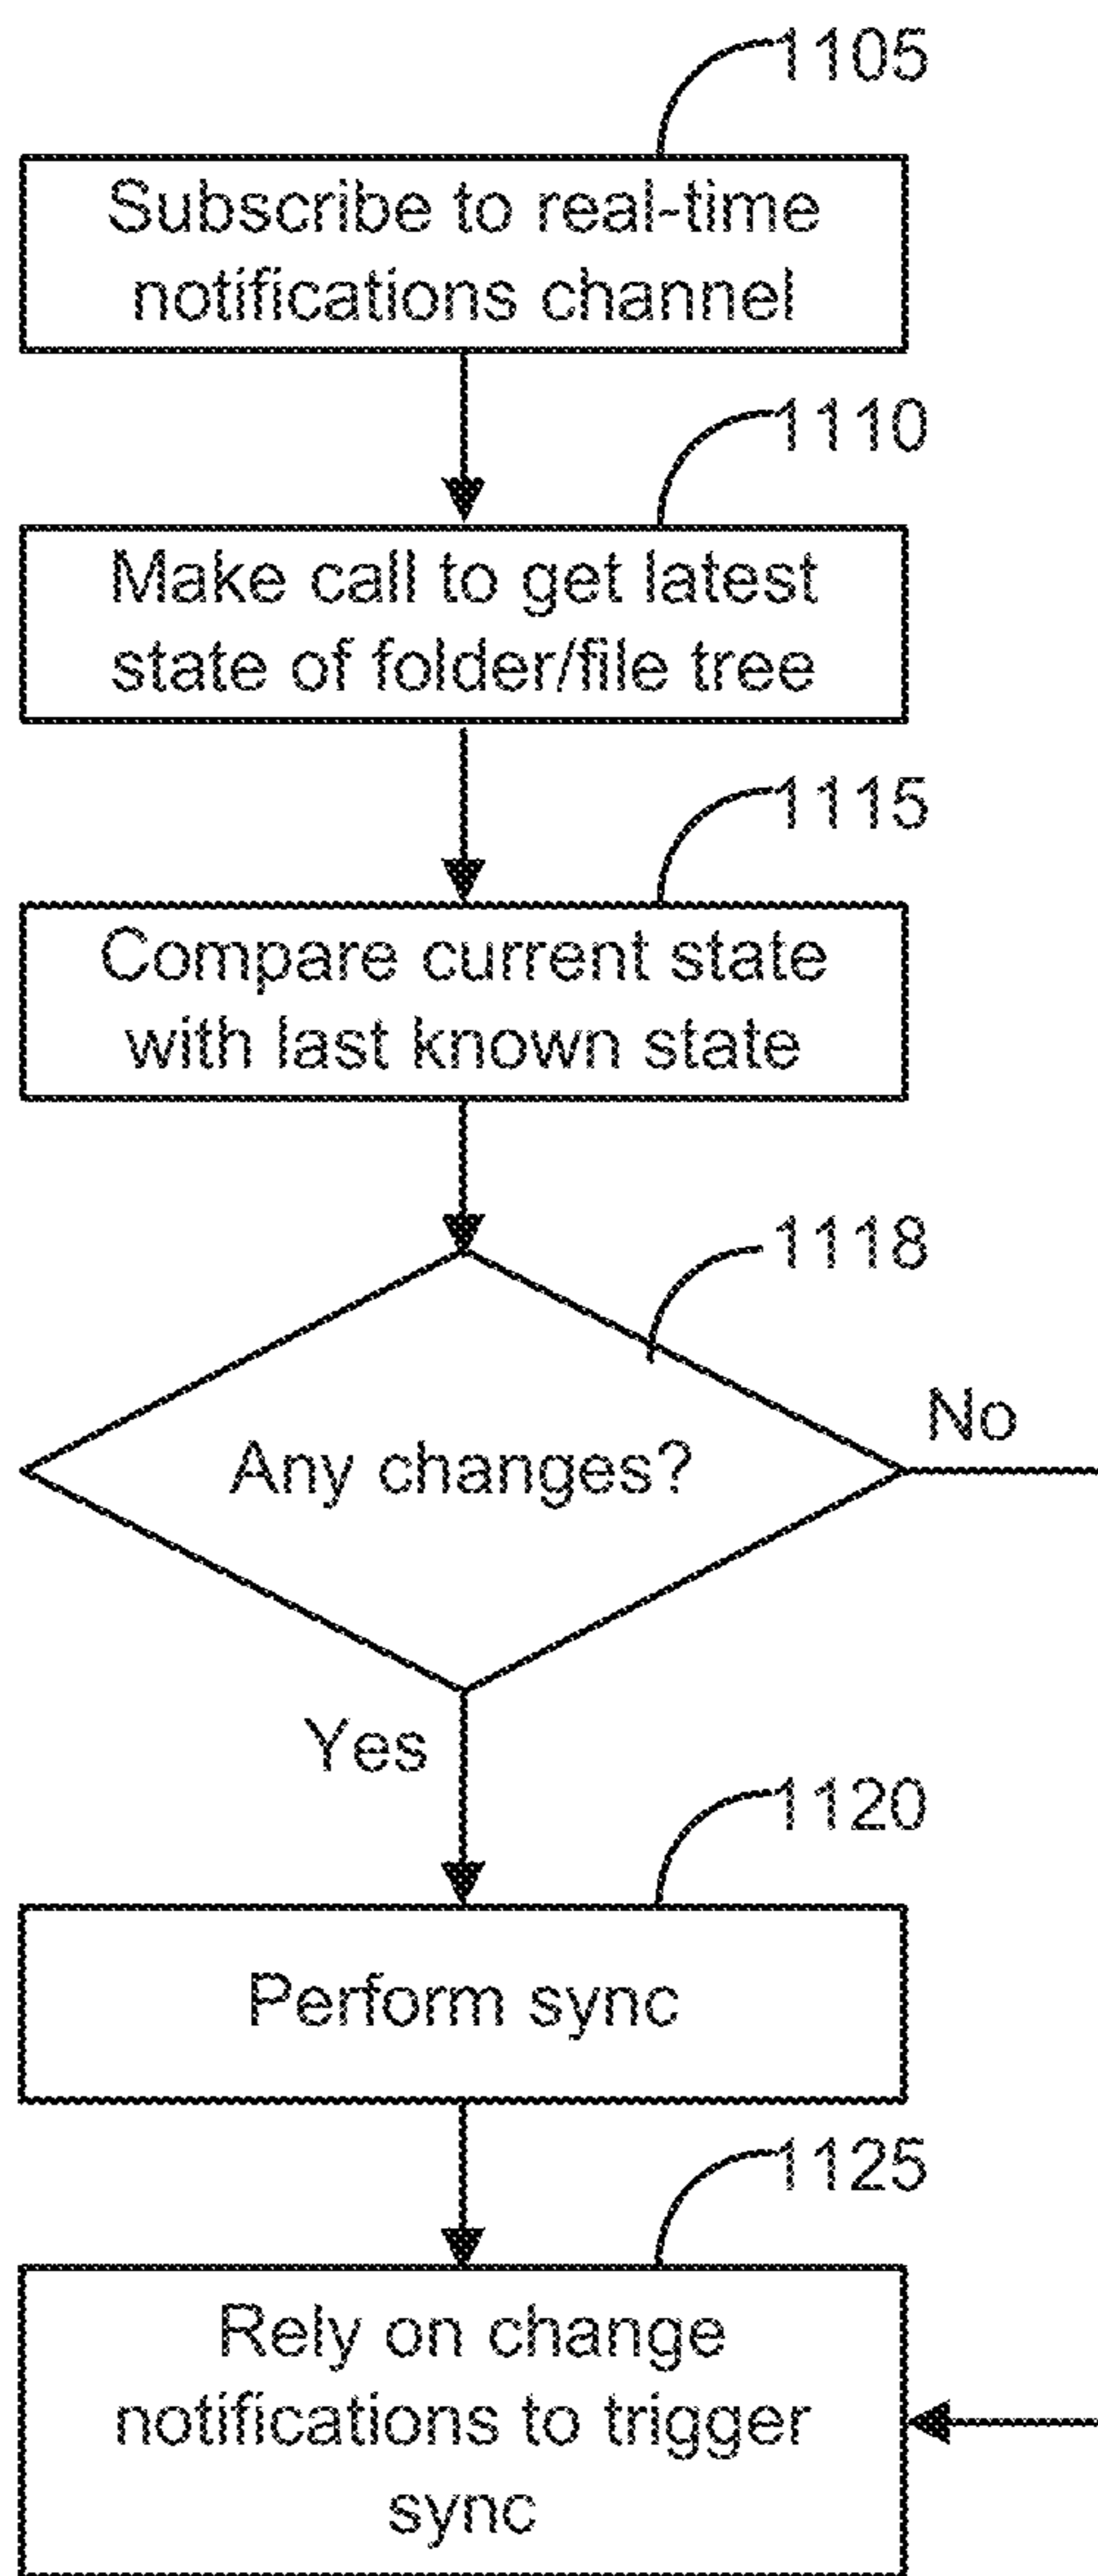 1105
Subscribe to real-time
notifications channel
1110
Make call to get latest
state of folder/file tree
1115
Compare current state
with last known state
1118
No
Any changes?
Yes
1120
Perform sync
1125
Rely on change
notifications to trigger
sync